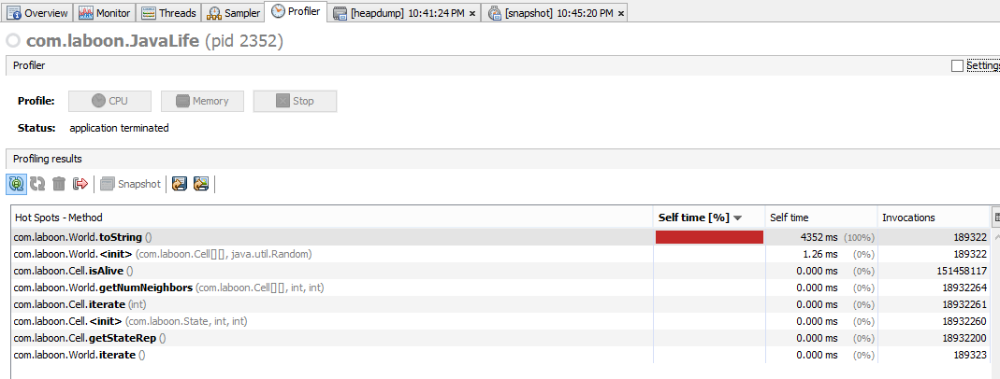 Overview Monitor Threads Sampler Profiler [heapdump] 10:41:24 PM × [snapshot] 10:45:20 PM ×
com.laboon.JavaLife (pid 2352)
Profiler Settings
Profile: CPU Memory Stop
Status: application terminated
Profiling results
Snapshot
Hot Spots - Method Self time [%] Self time Invocations
com.laboon.World.toString () 4352 ms (100%) 189322
com.laboon.World.<init> (com.laboon.Cell[][], java.util.Random) 1.26 ms (0%) 189322
com.laboon.Cell.isAlive () 0.000 ms (0%) 151458117
com.laboon.World.getNumNeighbors (com.laboon.Cell[][], int, int) 0.000 ms (0%) 18932264
com.laboon.Cell.iterate (int) 0.000 ms (0%) 18932261
com.laboon.Cell.<init> (com.laboon.State, int, int) 0.000 ms (0%) 18932260
com.laboon.Cell.getStateRep () 0.000 ms (0%) 18932200
com.laboon.World.iterate () 0.000 ms (0%) 189323